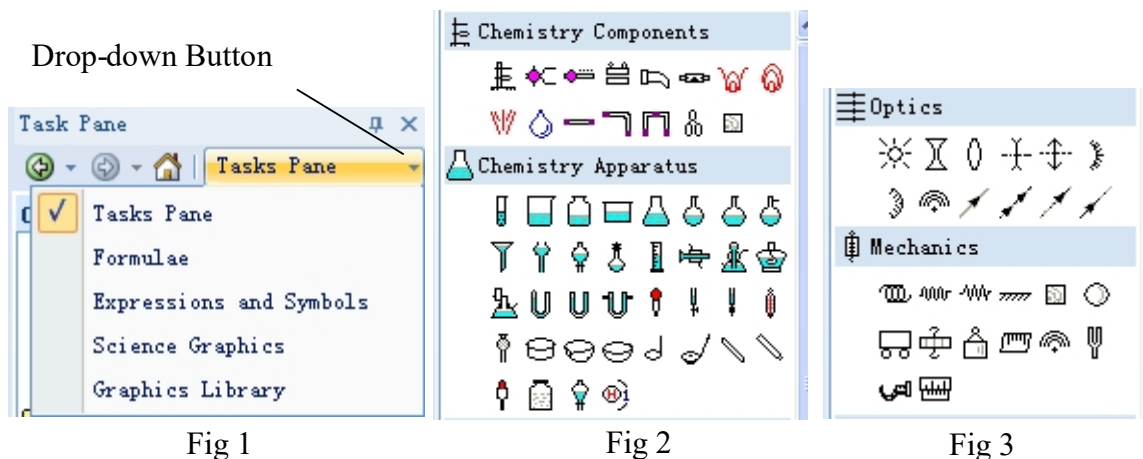 Drop-down Button
Task Pane
Tasks Pane
Tasks Pane
Formulae
Expressions and Symbols
Science Graphics
Graphics Library
Fig 1
Chemistry Components
Chemistry Apparatus
Fig 2
Optics
Mechanics
Fig 3